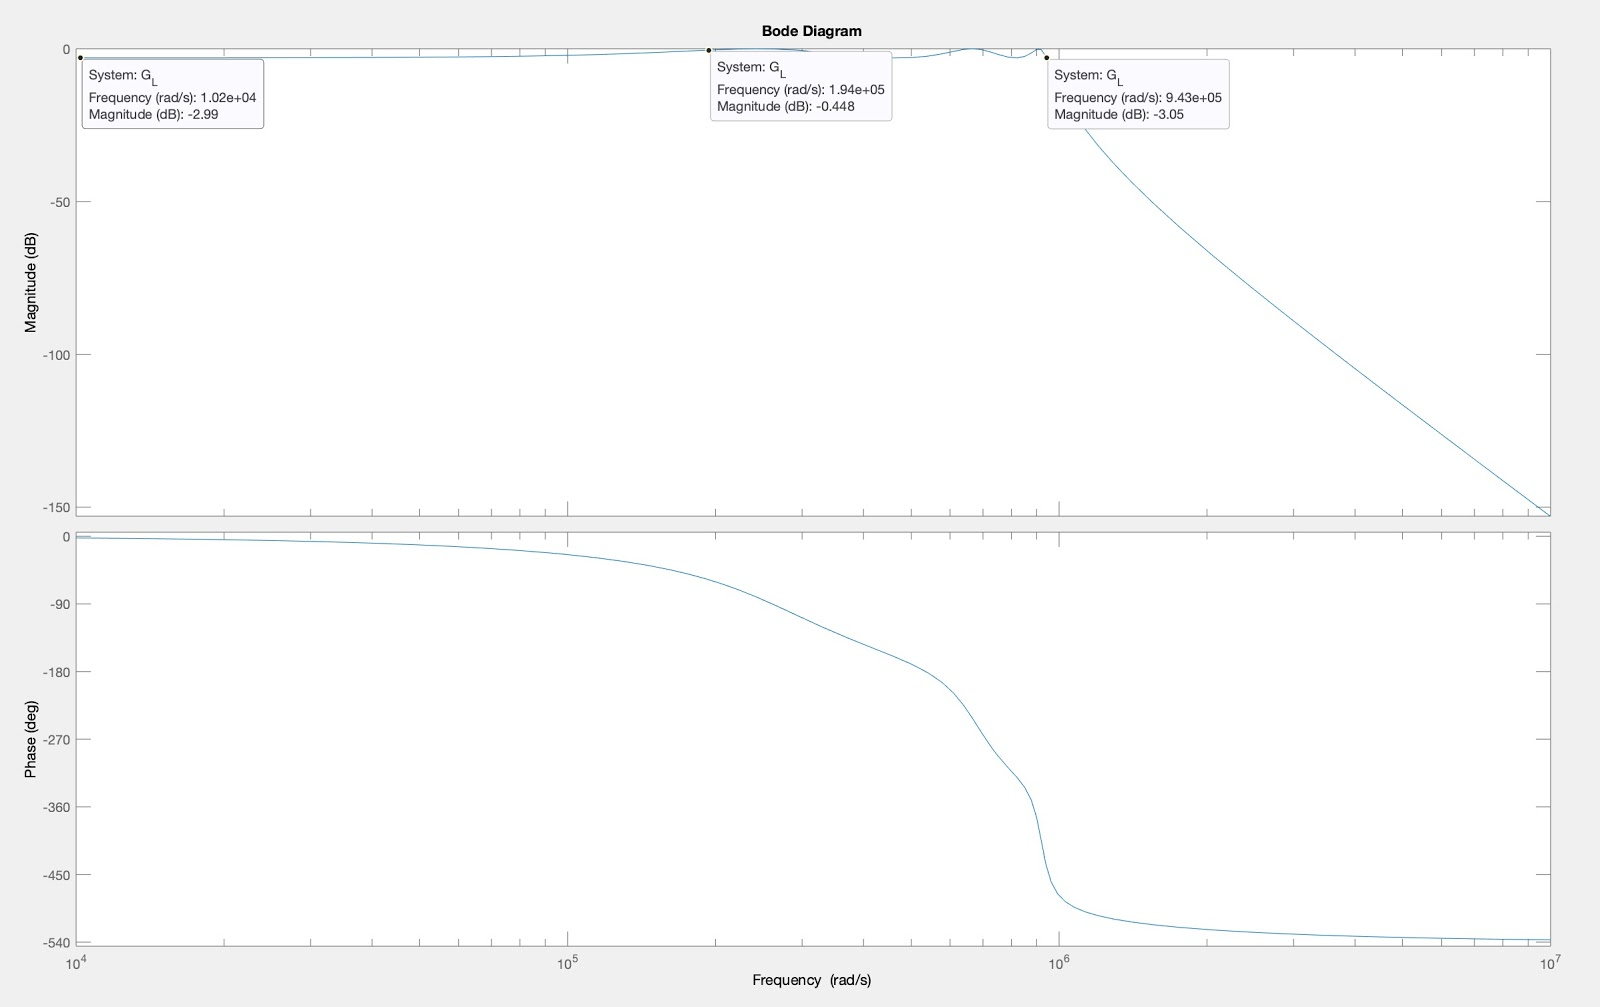 Bode Diagram
0
-50
-100
-150
Magnitude (dB)
System: G_L
Frequency (rad/s): 1.02e+04
Magnitude (dB): -2.99
System: G_L
Frequency (rad/s): 1.94e+05
Magnitude (dB): -0.448
System: G_L
Frequency (rad/s): 9.43e+05
Magnitude (dB): -3.05
0
-90
-180
-270
-360
-450
-540
Phase (deg)
10^4
10^5
10^6
10^7
Frequency (rad/s)